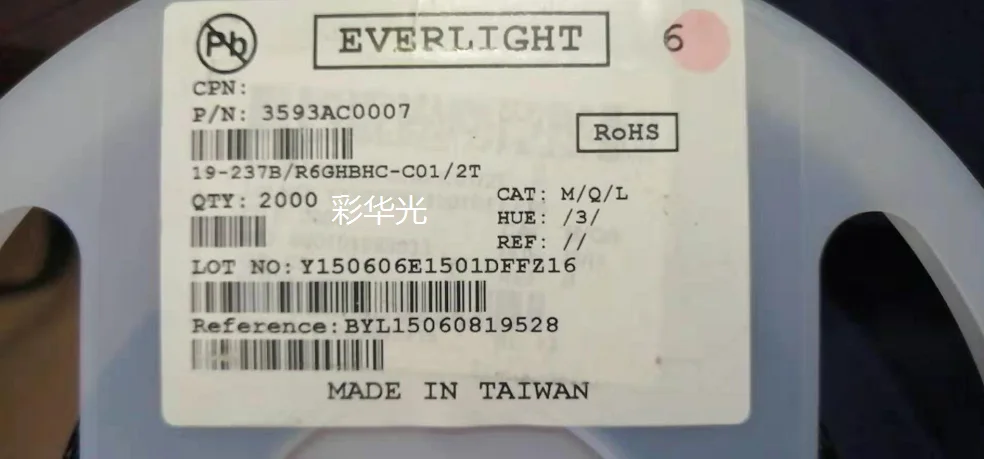 Pb
EVERLIGHT
6
CPN:
P/N: 3593AC0007
RoHS
19-237B/R6GHBHC-C01/2T
QTY: 2000
彩华光
CAT: M/Q/L
HUE: /3/
REF: //
LOT NO: Y150606E1501DFFZ16
Reference: BYL15060819528
MADE IN TAIWAN